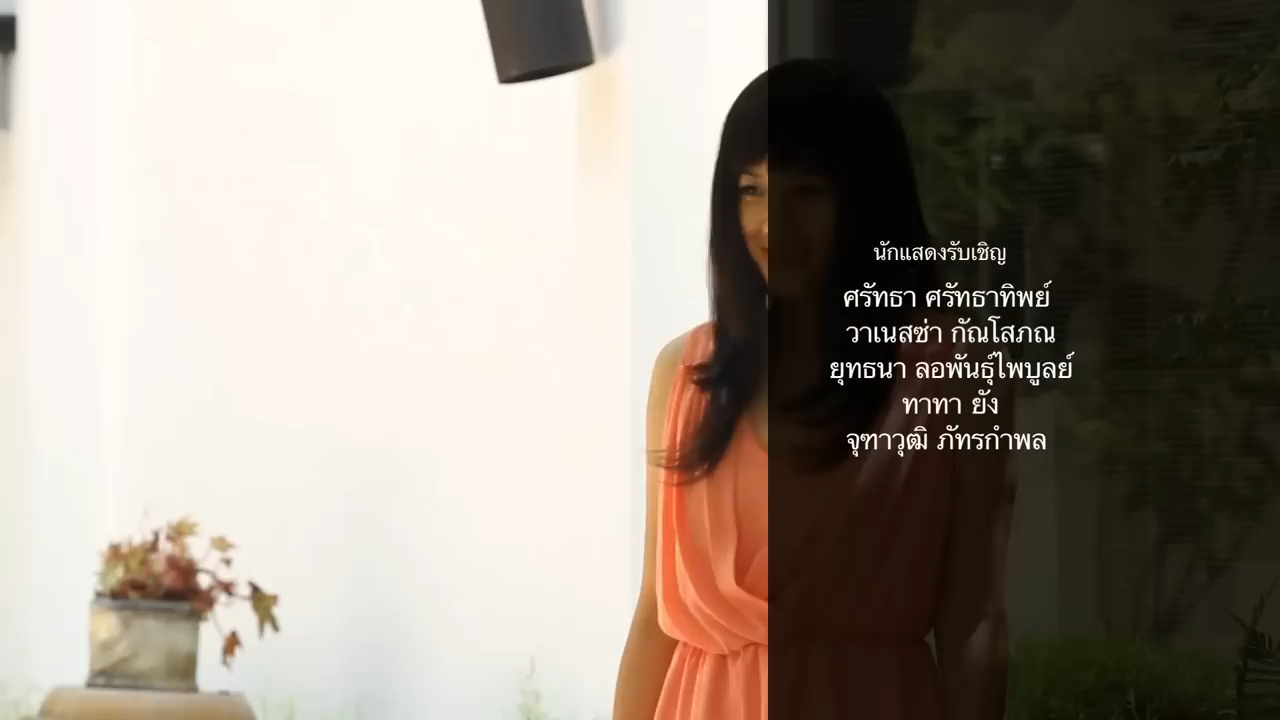 นักแสดงรับเชิญ
ศรัทธา ศรัทธาทิพย์
วาเนสซ่า กัณโสภณ
ยุทธนา ลอพันธุ์ไพบูลย์
ทาทา ยัง
จุฑาวุฒิ ภัทรกำพล